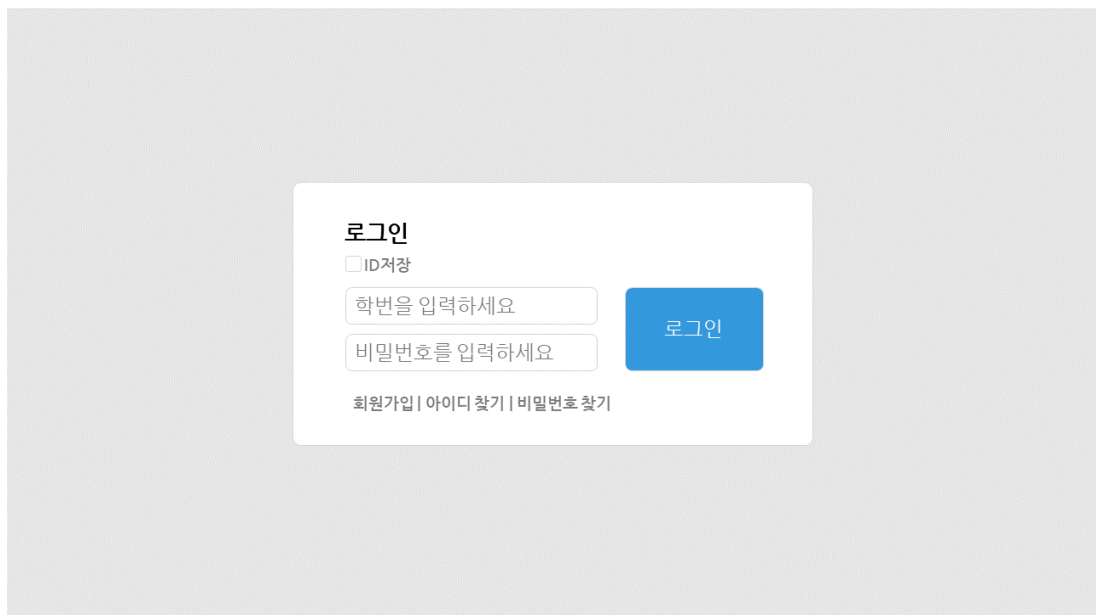 로그인
ID저장
학번을 입력하세요
로그인
비밀번호를 입력하세요
회원가입 | 아이디 찾기 | 비밀번호 찾기